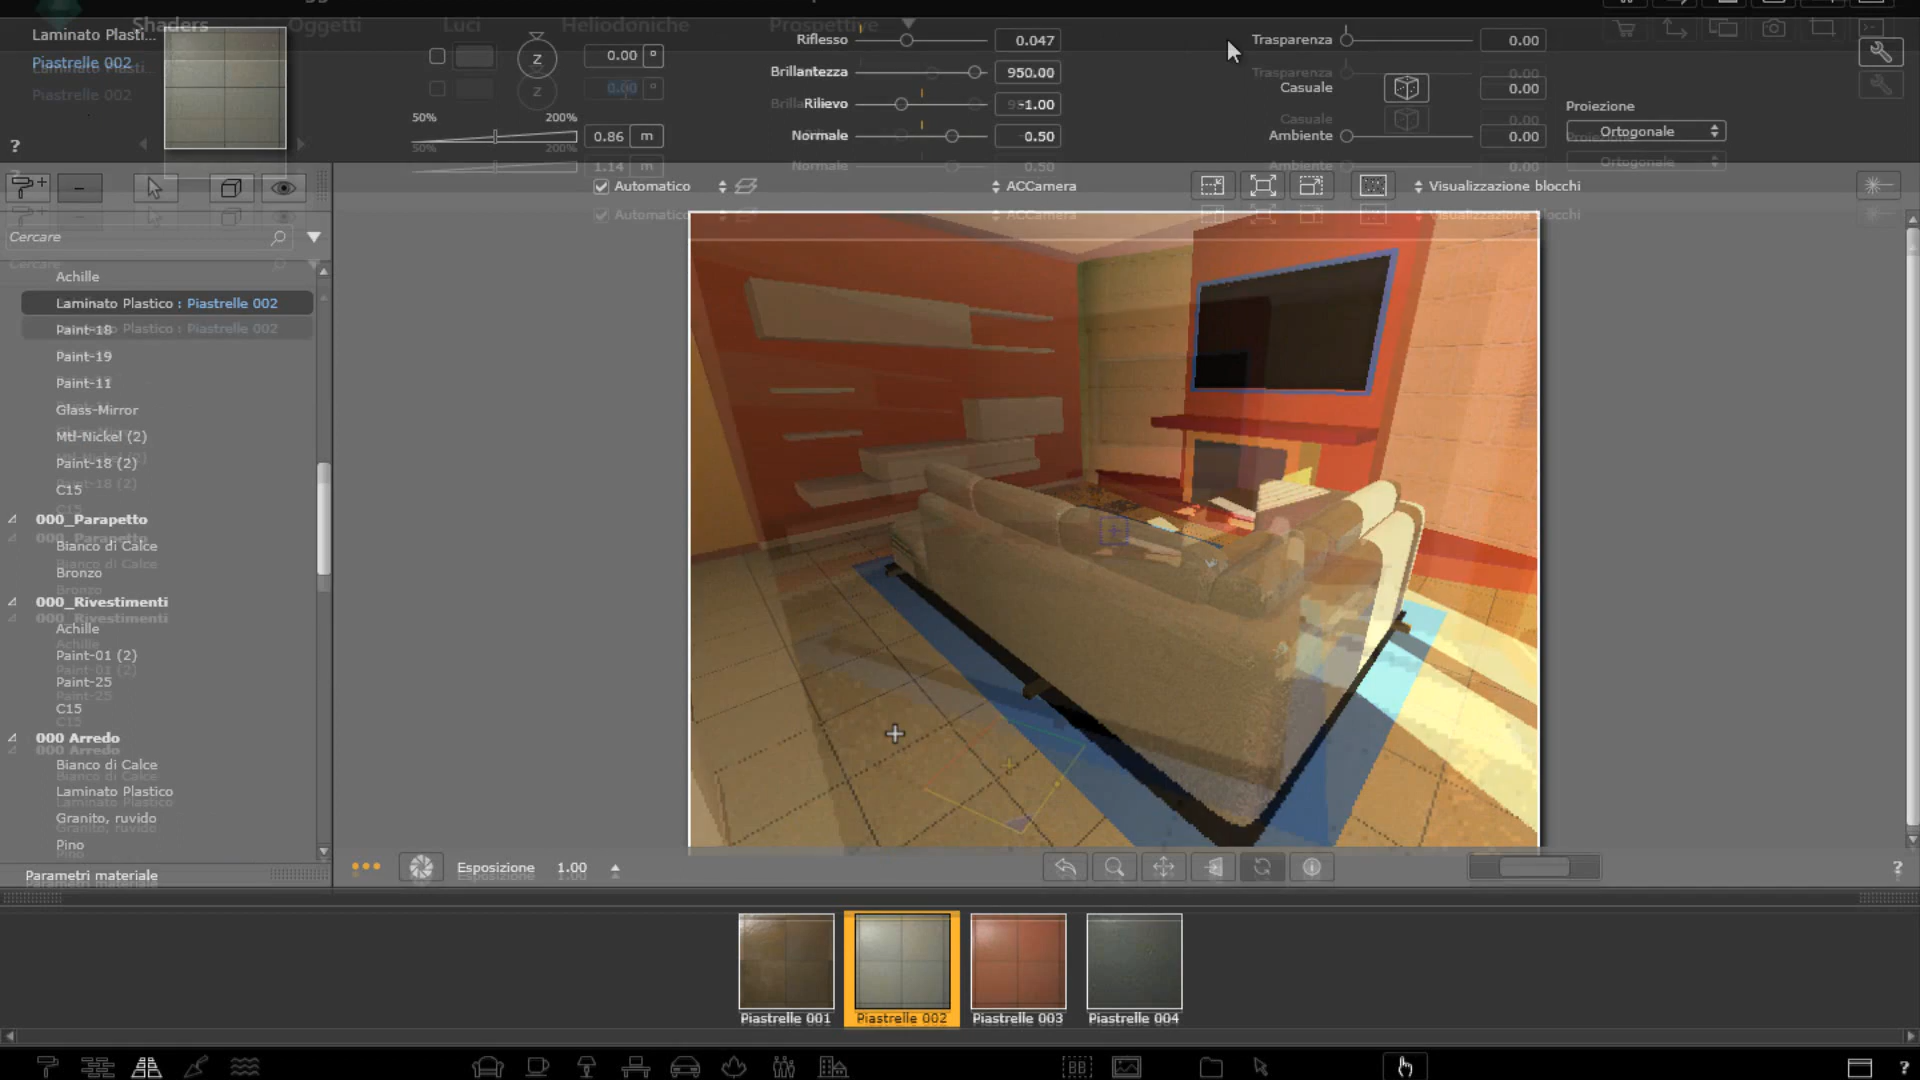 Shaders
Oggetti
Luci
Heliodoniche
Prospettive
Laminato Plasti...
Piastrelle 002
?
Z
0.00
°
50%
200%
0.86
m
Riflesso
0.047
Brillantezza
950.00
Rilievo
-1.00
Normale
0.50
Trasparenza
0.00
Casuale
0.00
Ambiente
0.00
Proiezione
Ortogonale
Automatico
ACCamera
Visualizzazione blocchi
Cercare
Achille
Laminato Plastico : Piastrelle 002
Paint-18
Paint-19
Paint-11
Glass-Mirror
Mtl-Nickel (2)
Paint-18 (2)
C15
000_Parapetto
Bianco di Calce
Bronzo
000_Rivestimenti
Achille
Paint-01 (2)
Paint-25
C15
000 Arredo
Bianco di Calce
Laminato Plastico
Granito, ruvido
Pino
Parametri materiale
Esposizione
1.00
?
Piastrelle 001
Piastrelle 002
Piastrelle 003
Piastrelle 004
?